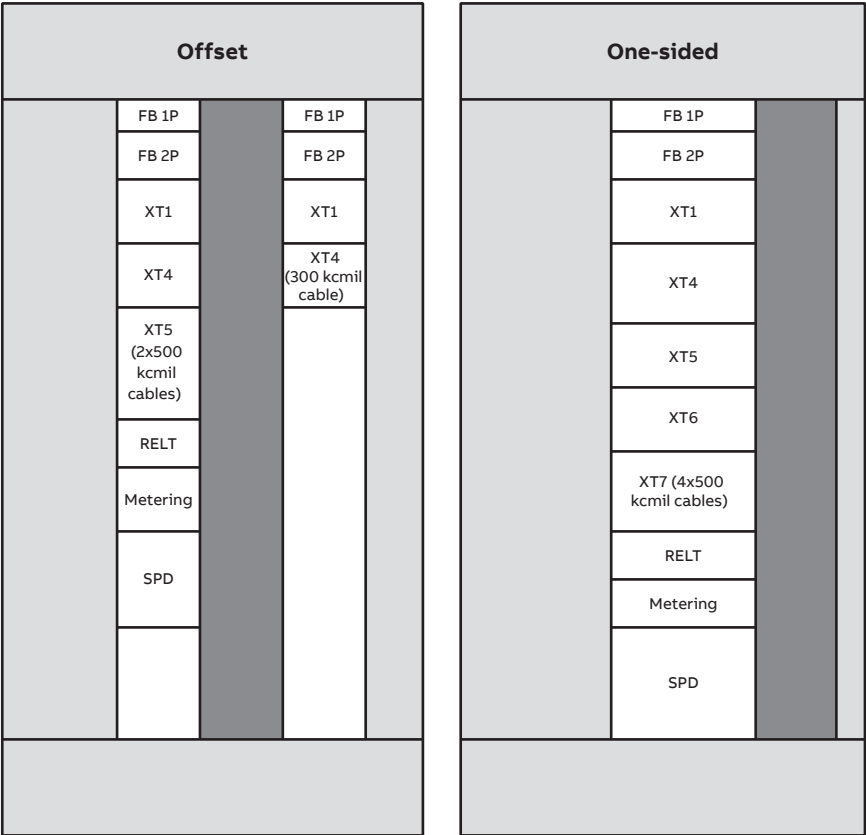 Offset
FB 1P
FB 2P
XT1
XT4
XT5
(2x500
kcmil
cables)
RELT
Metering
SPD
FB 1P
FB 2P
XT1
XT4
(300 kcmil
cable)
One-sided
FB 1P
FB 2P
XT1
XT4
XT5
XT6
XT7 (4x500
kcmil cables)
RELT
Metering
SPD